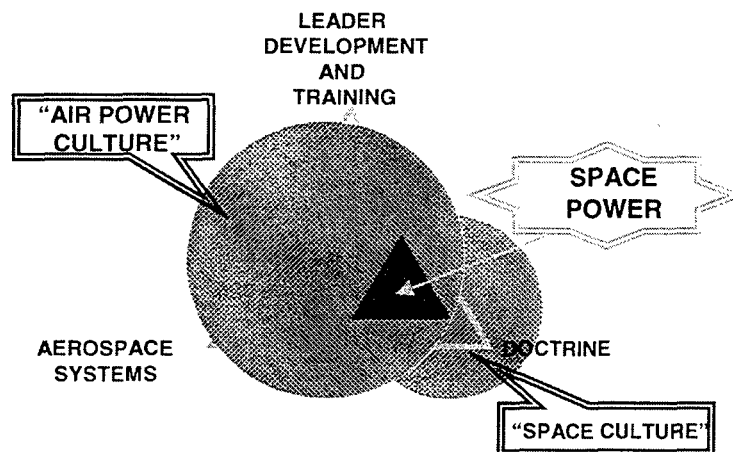 LEADER
DEVELOPMENT
AND
TRAINING
“AIR POWER
CULTURE”
SPACE
POWER
AEROSPACE
SYSTEMS
DOCTRINE
“SPACE CULTURE”